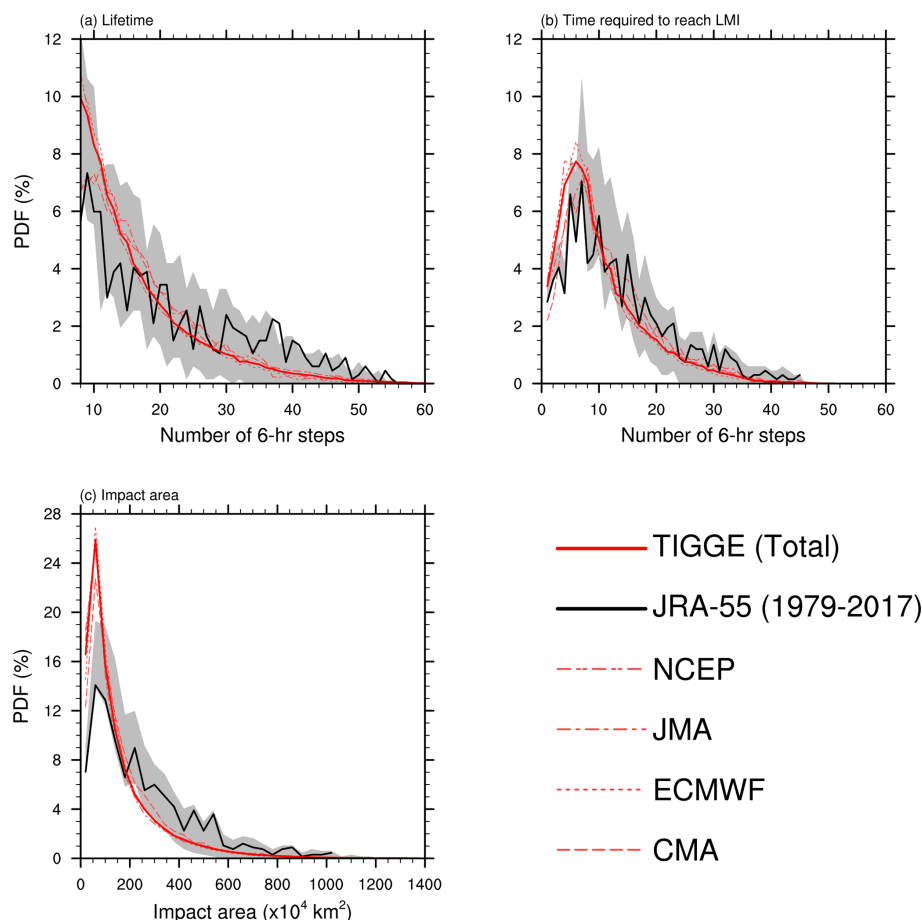 (a) Lifetime
(b) Time required to reach LMI
12
10
8
6
4
2
0
PDF (%)
10 20 30 40 50 60
Number of 6-hr steps
12
10
8
6
4
2
0
0 10 20 30 40 50 60
Number of 6-hr steps
(c) Impact area
28
24
20
16
12
8
4
0
PDF (%)
0 200 400 600 800 1000 1200 1400
Impact area (x10⁴ km²)
TIGGE (Total)
JRA-55 (1979-2017)
NCEP
JMA
ECMWF
CMA